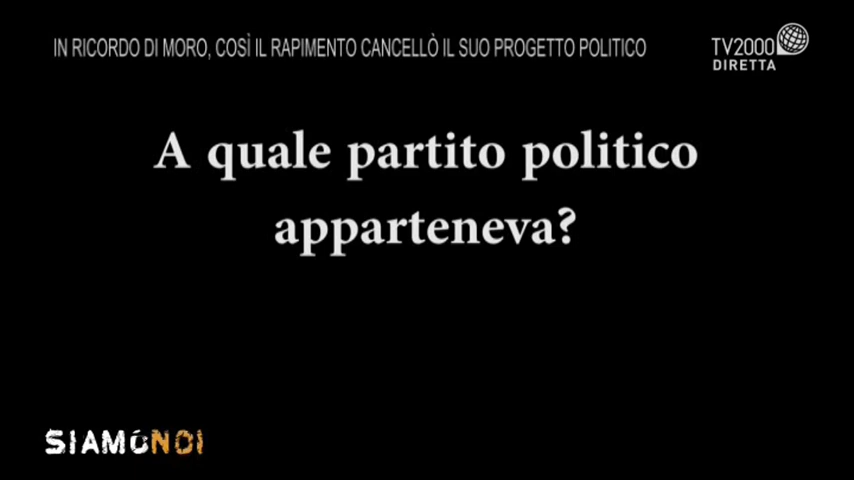 IN RICORDO DI MORO, COSÌ IL RAPIMENTO CANCELLÒ IL SUO PROGETTO POLITICO
TV2000
DIRETTA
A quale partito politico
apparteneva?
SIAMONOI